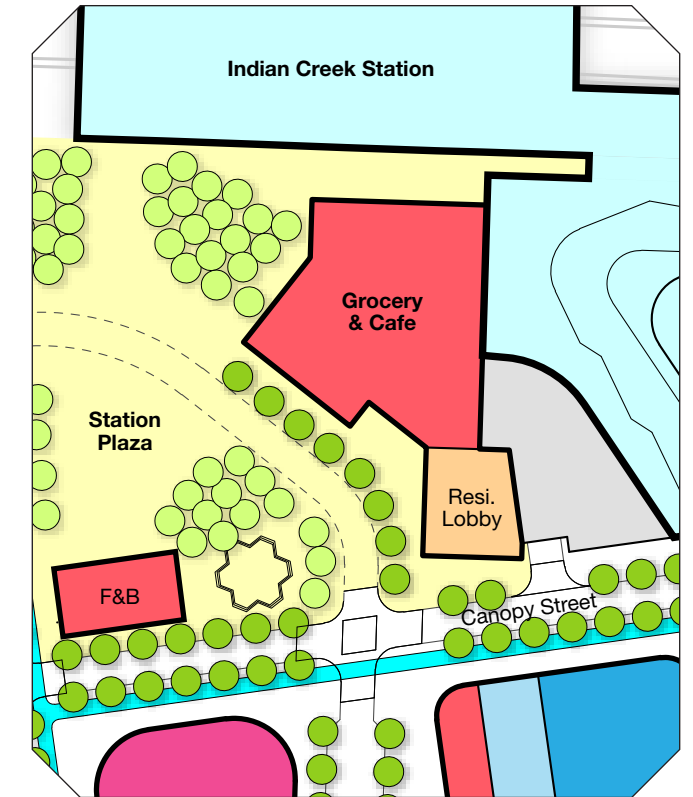 Indian Creek Station
Grocery
& Cafe
Station
Plaza
Resi.
Lobby
F&B
Canopy Street